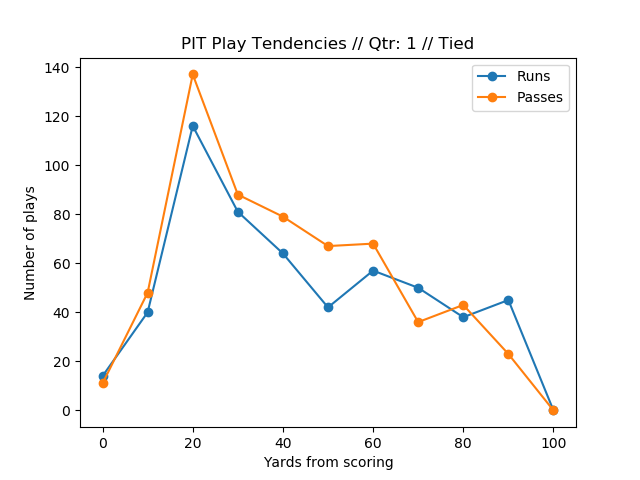 PIT Play Tendencies // Qtr: 1 // Tied
Runs
Passes
Number of plays
140
120
100
80
60
40
20
0
0 20 40 60 80 100
Yards from scoring